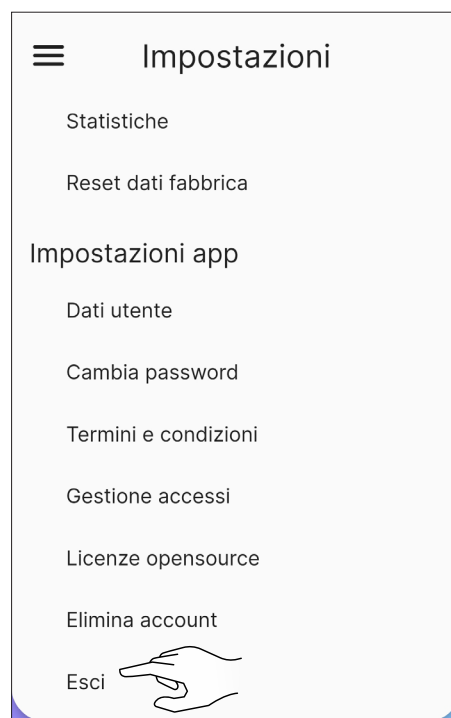 Impostazioni
Statistiche
Reset dati fabbrica
Impostazioni app
Dati utente
Cambia password
Termini e condizioni
Gestione accessi
Licenze opensource
Elimina account
Esci